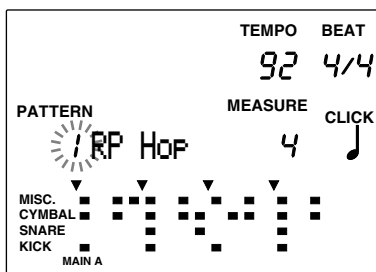 TEMPO BEAT
92 4/4
PATTERN MEASURE CLICK
1 RP Hop 4
MISC.
CYMBAL
SNARE
KICK
MAIN A